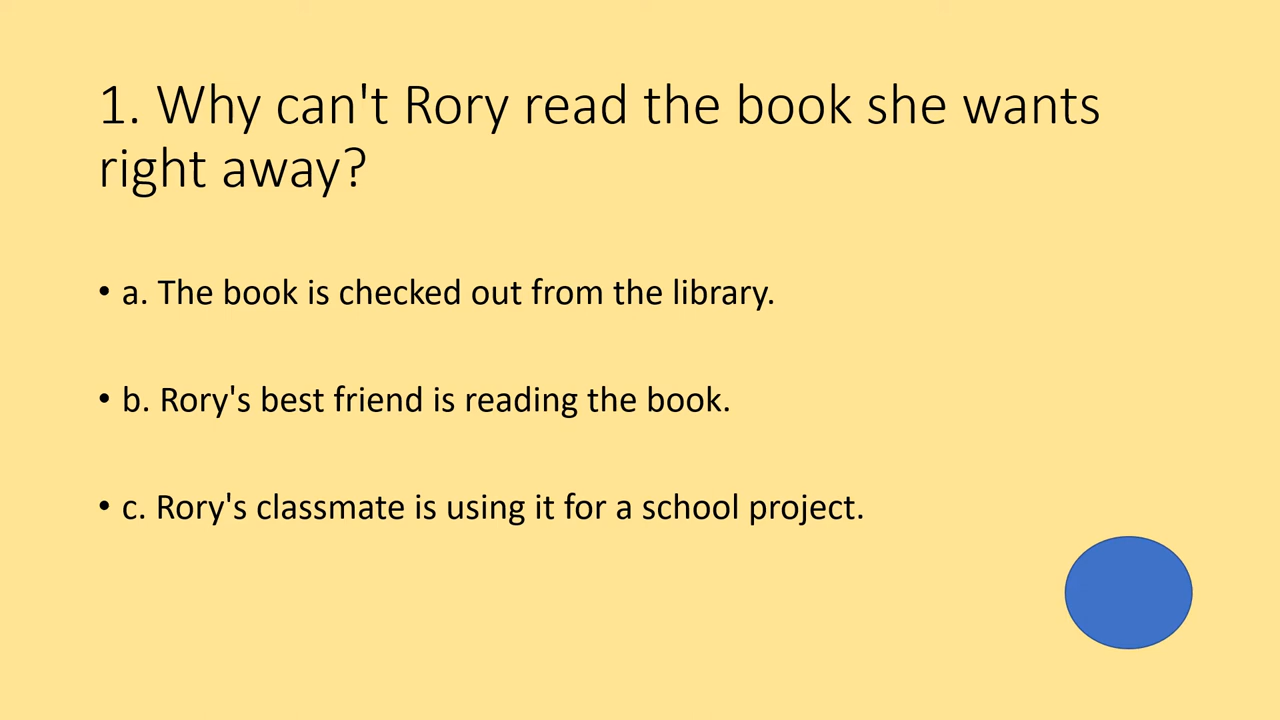 1. Why can't Rory read the book she wants
right away?
• a. The book is checked out from the library.
• b. Rory's best friend is reading the book.
• c. Rory's classmate is using it for a school project.